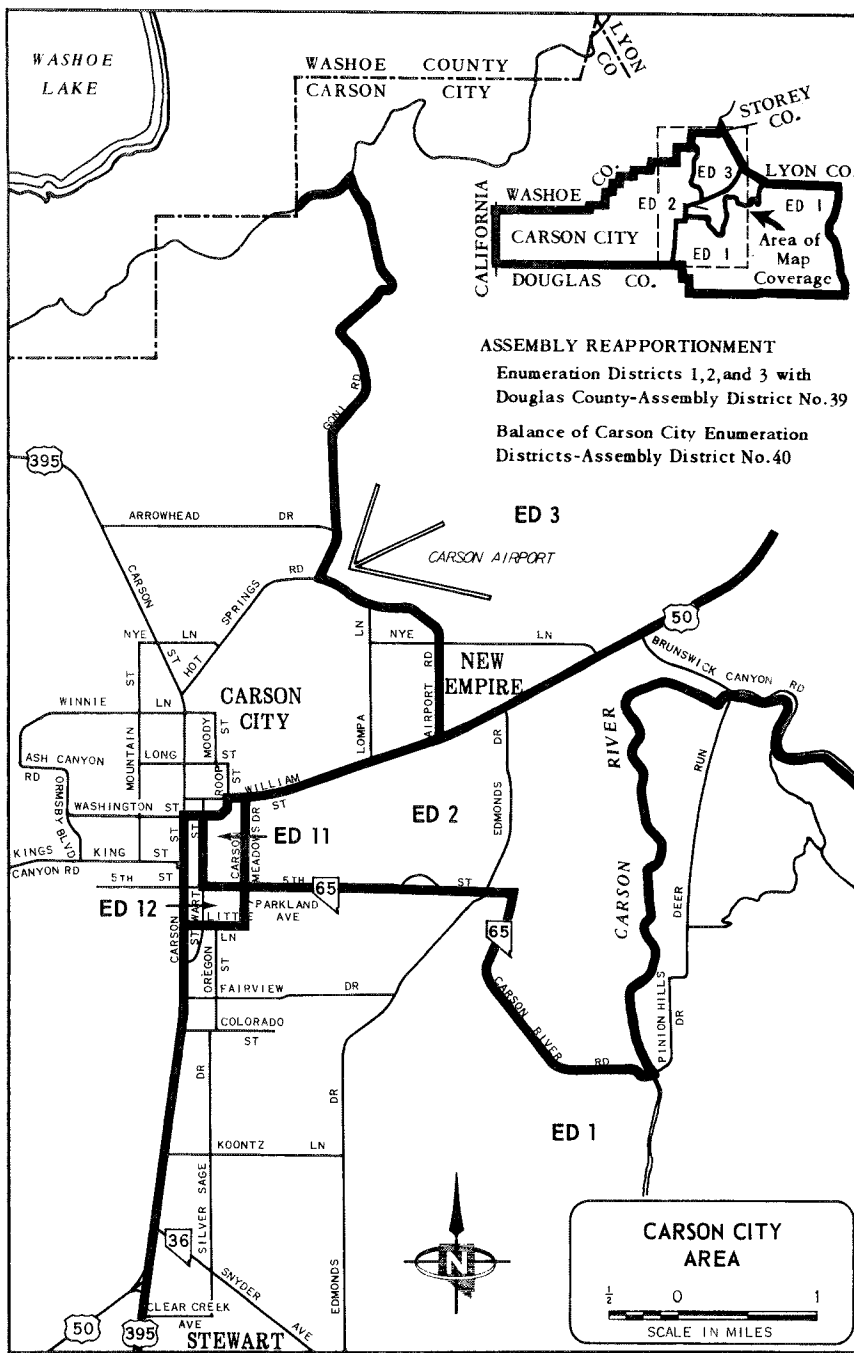 WASHOE
LAKE
WASHOE COUNTY
CARSON CITY
LYON
CO
STOREY
CO.
LYON CO.
WASHOE
CO.
ED 3
ED 2
ED 1
CALIFORNIA
CARSON CITY
ED 1
Area of
Map
Coverage
DOUGLAS CO.
ASSEMBLY REAPPORTIONMENT
Enumeration Districts 1,2,and 3 with
Douglas County-Assembly District No.39
Balance of Carson City Enumeration
Districts-Assembly District No.40
GONI RD
395
ARROWHEAD DR
ED 3
CARSON AIRPORT
CARSON ST
HOT SPRINGS RD
NYE LN
LN
NYE LN
50
BRUNSWICK CANYON RD
NEW
EMPIRE
AIRPORT RD
LOMPA
CARSON
CITY
WINNIE LN
MOUNTAIN ST
MOODY ST
LONG ST
ROOP ST
ASH CANYON
RD
ORMSBY BLVD
WASHINGTON ST
WILLIAM ST
EDMONDS DR
RIVER
RUN
ED 11
ED 2
CARSON
MEADOWS DR
KINGS
CANYON RD
KING ST
5TH ST
ST
ST
5TH ST
65
ED 12
LITTLE LN
PARKLAND
AVE
STEWART
CARSON
65
CARSON
DEER
OREGON ST
FAIRVIEW DR
COLORADO
ST
CARSON RIVER RD
PINION HILLS
DR
ED 1
DR
DR
KOONTZ LN
SILVER SAGE
36
SNYDER AVE
EDMONDS
CLEAR CREEK
AVE
50
395
STEWART
N
CARSON CITY
AREA
½ 0 1
SCALE IN MILES